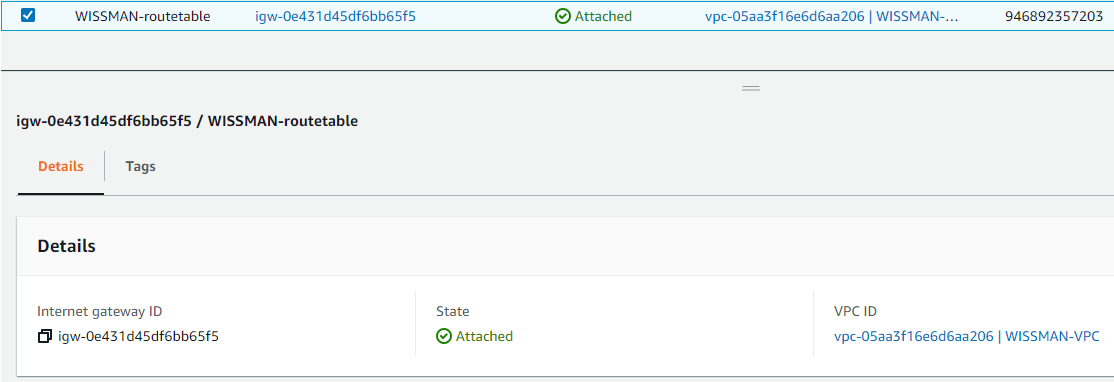 WISSMAN-routetable igw-0e431d45df6bb65f5 Attached vpc-05aa3f16e6d6aa206 | WISSMAN-... 946892357203
igw-0e431d45df6bb65f5 / WISSMAN-routetable
Details Tags
Details
Internet gateway ID State VPC ID
igw-0e431d45df6bb65f5 Attached vpc-05aa3f16e6d6aa206 | WISSMAN-VPC